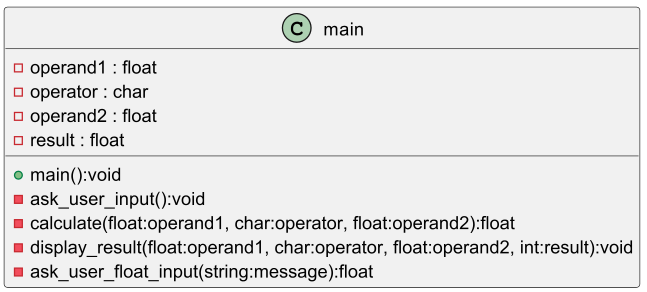 C main
operand1 : float
operator : char
operand2 : float
result : float
main():void
ask_user_input():void
calculate(float:operand1, char:operator, float:operand2):float
display_result(float:operand1, char:operator, float:operand2, int:result):void
ask_user_float_input(string:message):float